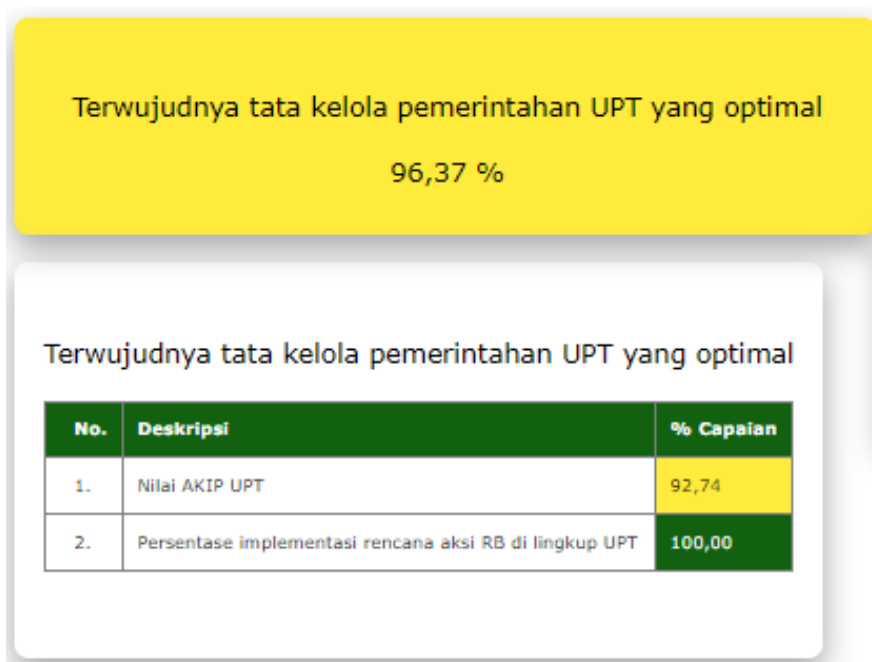 Terwujudnya tata kelola pemerintahan UPT yang optimal
96,37 %
Terwujudnya tata kelola pemerintahan UPT yang optimal
No. Deskripsi % Capaian
1. Nilai AKIP UPT 92,74
2. Persentase implementasi rencana aksi RB di lingkup UPT 100,00